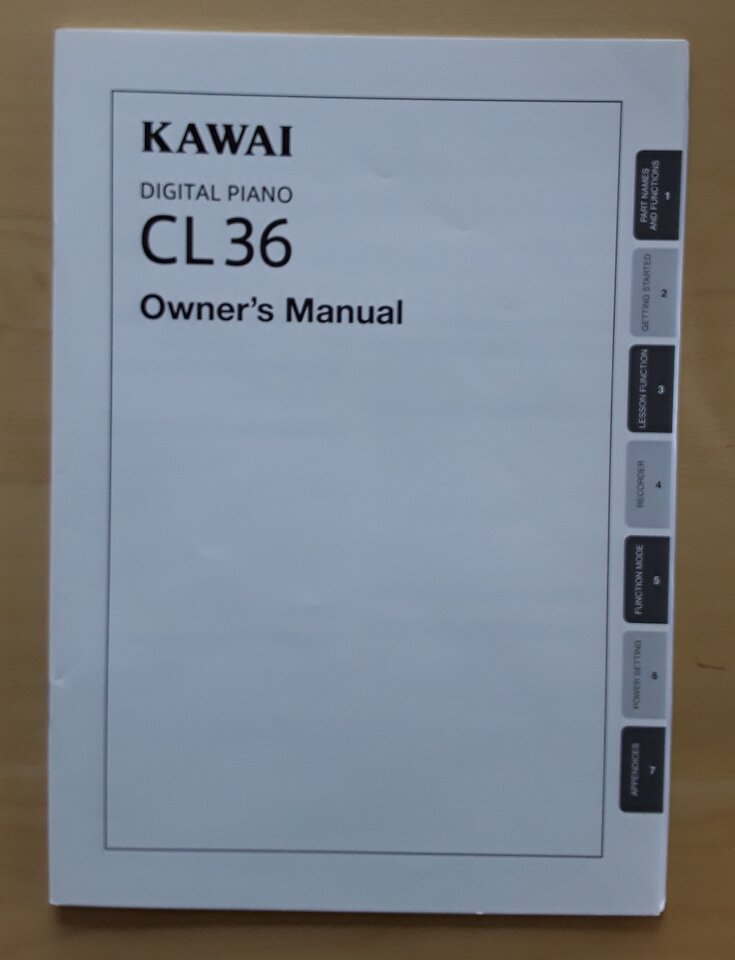 KAWAI
DIGITAL PIANO
CL36
Owner's Manual
PART NAMES
AND FUNCTIONS
1
GETTING STARTED
2
LESSON FUNCTION
3
RECORDER
4
FUNCTION MODE
5
POWER SETTING
6
APPENDICES
7